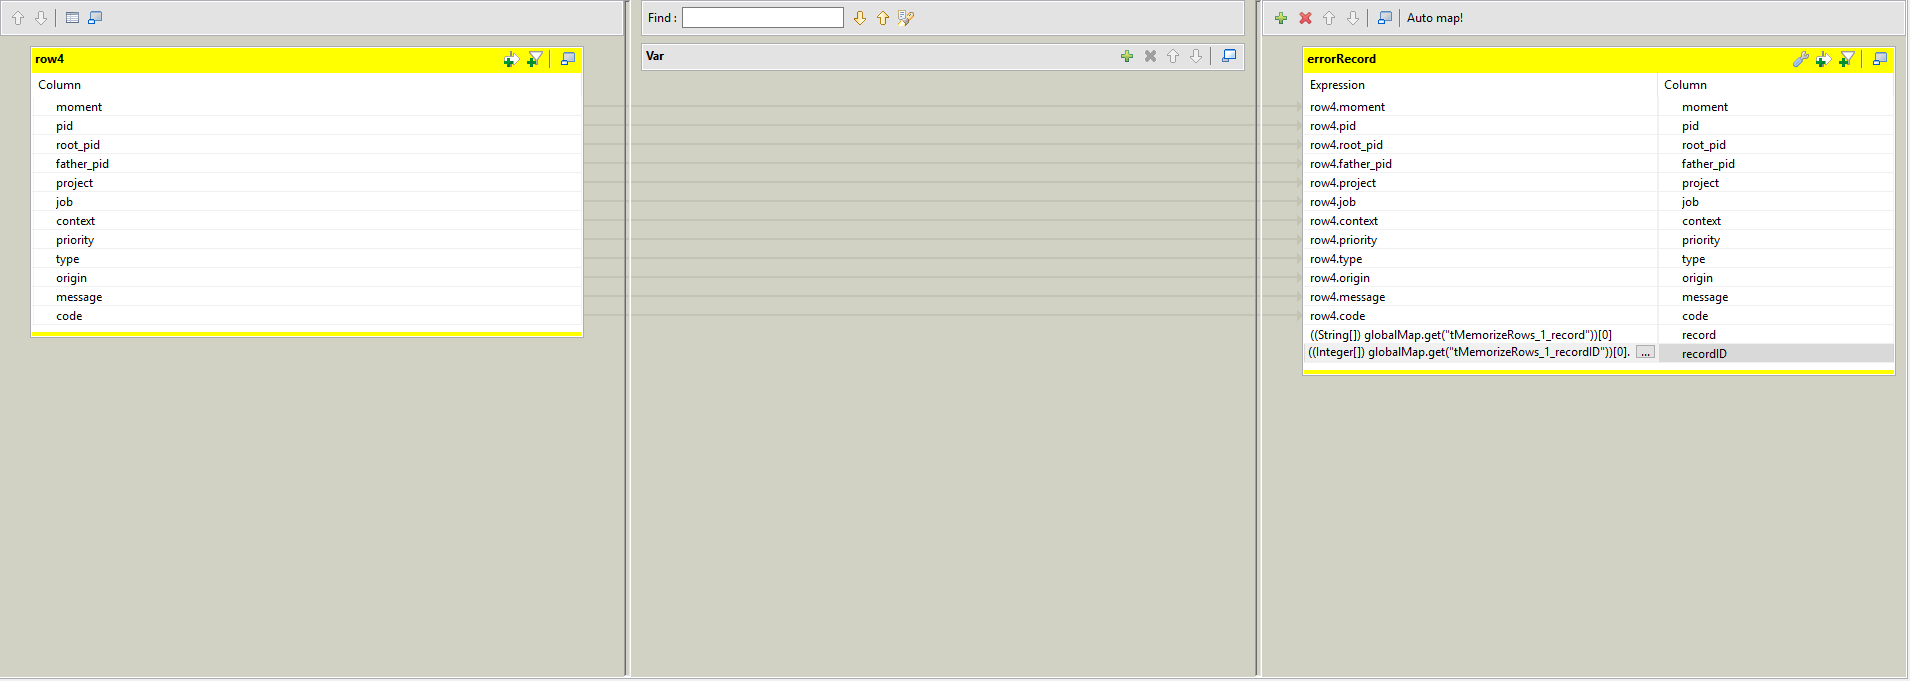 Find :
Auto map!
row4
Var
errorRecord
Column
Expression Column
moment
pid
root_pid
father_pid
project
job
context
priority
type
origin
message
code
row4.moment moment
row4.pid pid
row4.root_pid root_pid
row4.father_pid father_pid
row4.project project
row4.job job
row4.context context
row4.priority priority
row4.type type
row4.origin origin
row4.message message
row4.code code
((String[]) globalMap.get("tMemorizeRows_1_record"))[0] record
((Integer[]) globalMap.get("tMemorizeRows_1_recordID"))[0]. ... recordID